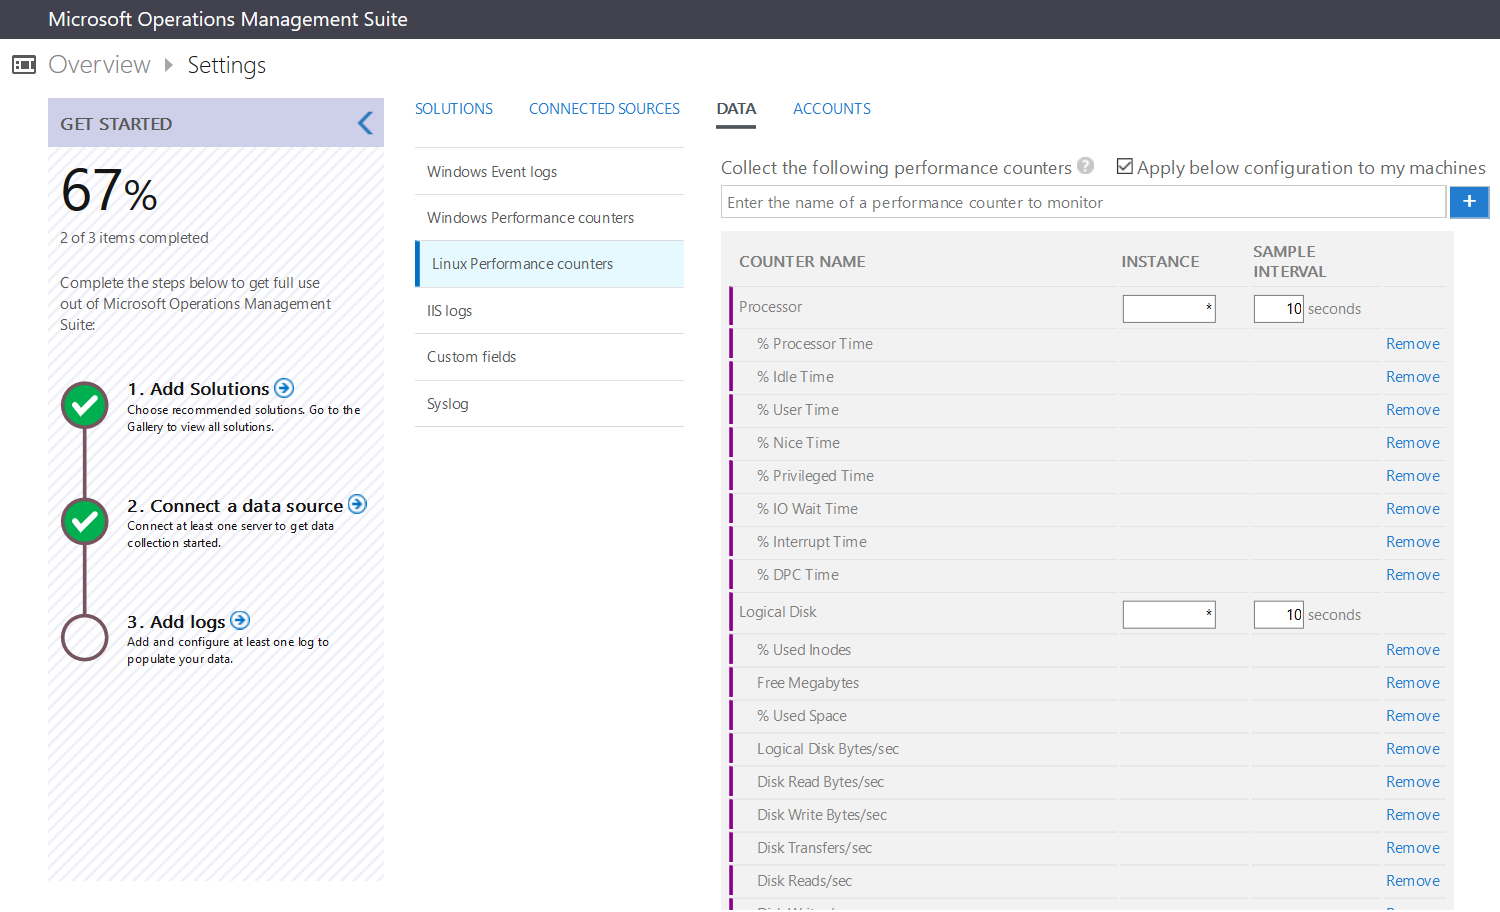 Microsoft Operations Management Suite
Overview Settings
GET STARTED
67%
2 of 3 items completed
Complete the steps below to get full use
out of Microsoft Operations Management
Suite:
1. Add Solutions
Choose recommended solutions. Go to the
Gallery to view all solutions.
2. Connect a data source
Connect at least one server to get data
collection started.
3. Add logs
Add and configure at least one log to
populate your data.
SOLUTIONS CONNECTED SOURCES DATA ACCOUNTS
Windows Event logs
Windows Performance counters
Linux Performance counters
IIS logs
Custom fields
Syslog
Collect the following performance counters ? Apply below configuration to my machines
Enter the name of a performance counter to monitor +
COUNTER NAME INSTANCE SAMPLE
INTERVAL
Processor * 10 seconds
% Processor Time Remove
% Idle Time Remove
% User Time Remove
% Nice Time Remove
% Privileged Time Remove
% IO Wait Time Remove
% Interrupt Time Remove
% DPC Time Remove
Logical Disk * 10 seconds
% Used Inodes Remove
Free Megabytes Remove
% Used Space Remove
Logical Disk Bytes/sec Remove
Disk Read Bytes/sec Remove
Disk Write Bytes/sec Remove
Disk Transfers/sec Remove
Disk Reads/sec Remove